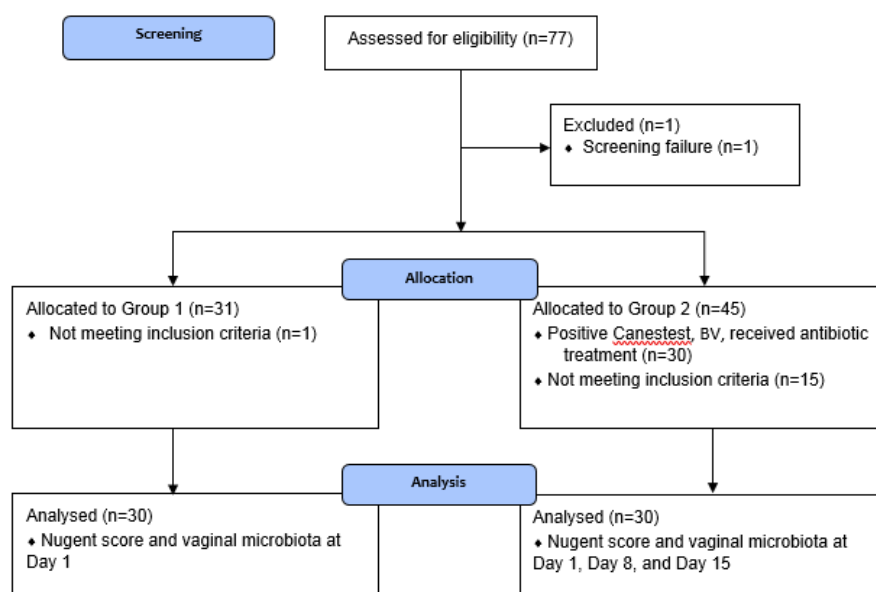 Screening
Assessed for eligibility (n=77)
Excluded (n=1)
⬧ Screening failure (n=1)
Allocation
Allocated to Group 1 (n=31)
⬧ Not meeting inclusion criteria (n=1)
Allocated to Group 2 (n=45)
⬧ Positive Canestest, BV, received antibiotic
treatment (n=30)
⬧ Not meeting inclusion criteria (n=15)
Analysis
Analysed (n=30)
⬧ Nugent score and vaginal microbiota at
Day 1
Analysed (n=30)
⬧ Nugent score and vaginal microbiota at
Day 1, Day 8, and Day 15